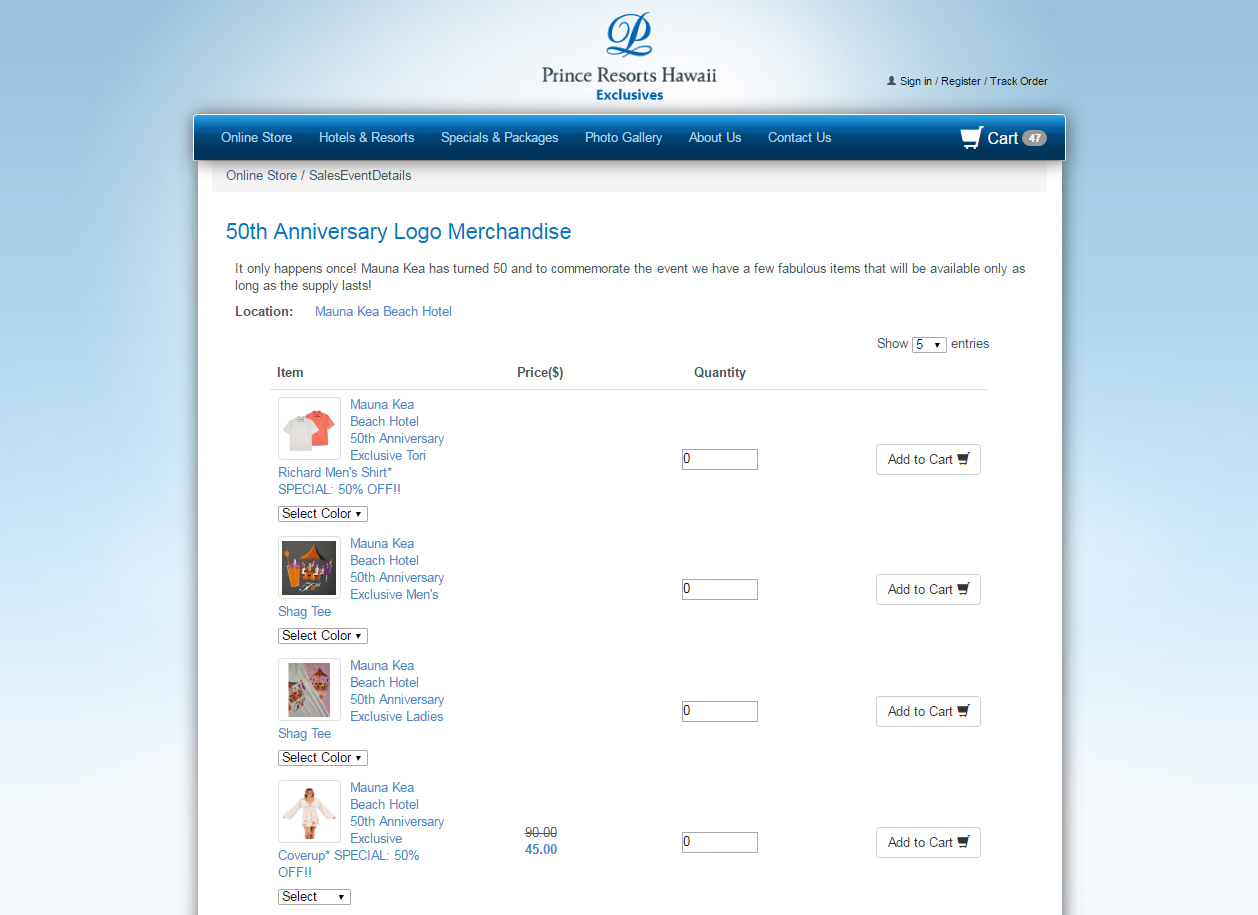 Prince Resorts Hawaii
Exclusives
Sign in / Register / Track Order
Online Store Hotels & Resorts Specials & Packages Photo Gallery About Us Contact Us Cart 47
Online Store / SalesEventDetails
50th Anniversary Logo Merchandise
It only happens once! Mauna Kea has turned 50 and to commemorate the event we have a few fabulous items that will be available only as
long as the supply lasts!
Location: Mauna Kea Beach Hotel
Show 5 entries
Item Price($) Quantity
Mauna Kea
Beach Hotel
50th Anniversary
Exclusive Tori
Richard Men's Shirt*
SPECIAL: 50% OFF!!
Select Color
0
Add to Cart
Mauna Kea
Beach Hotel
50th Anniversary
Exclusive Men's
Shag Tee
Select Color
0
Add to Cart
Mauna Kea
Beach Hotel
50th Anniversary
Exclusive Ladies
Shag Tee
Select Color
0
Add to Cart
Mauna Kea
Beach Hotel
50th Anniversary
Exclusive
Coverup* SPECIAL: 50%
OFF!!
Select
90.00
45.00
0
Add to Cart